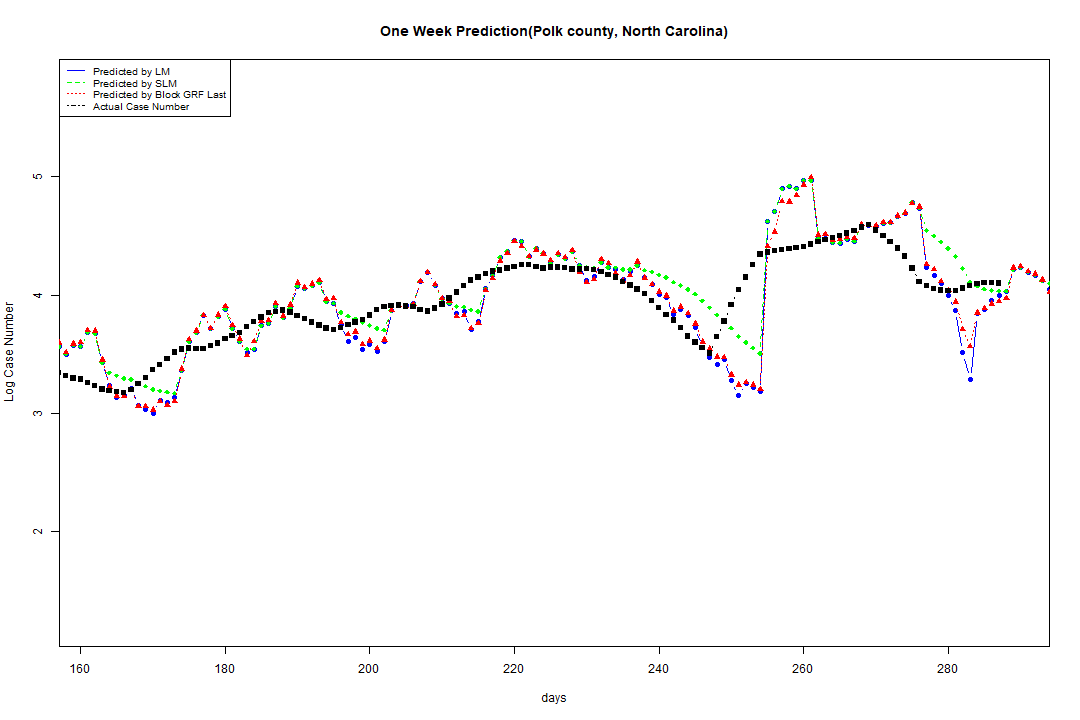 One Week Prediction(Polk county, North Carolina)
Predicted by LM
Predicted by SLM
Predicted by Block GRF Last
Actual Case Number
5
4
3
2
Log Case Number
160 180 200 220 240 260 280
days